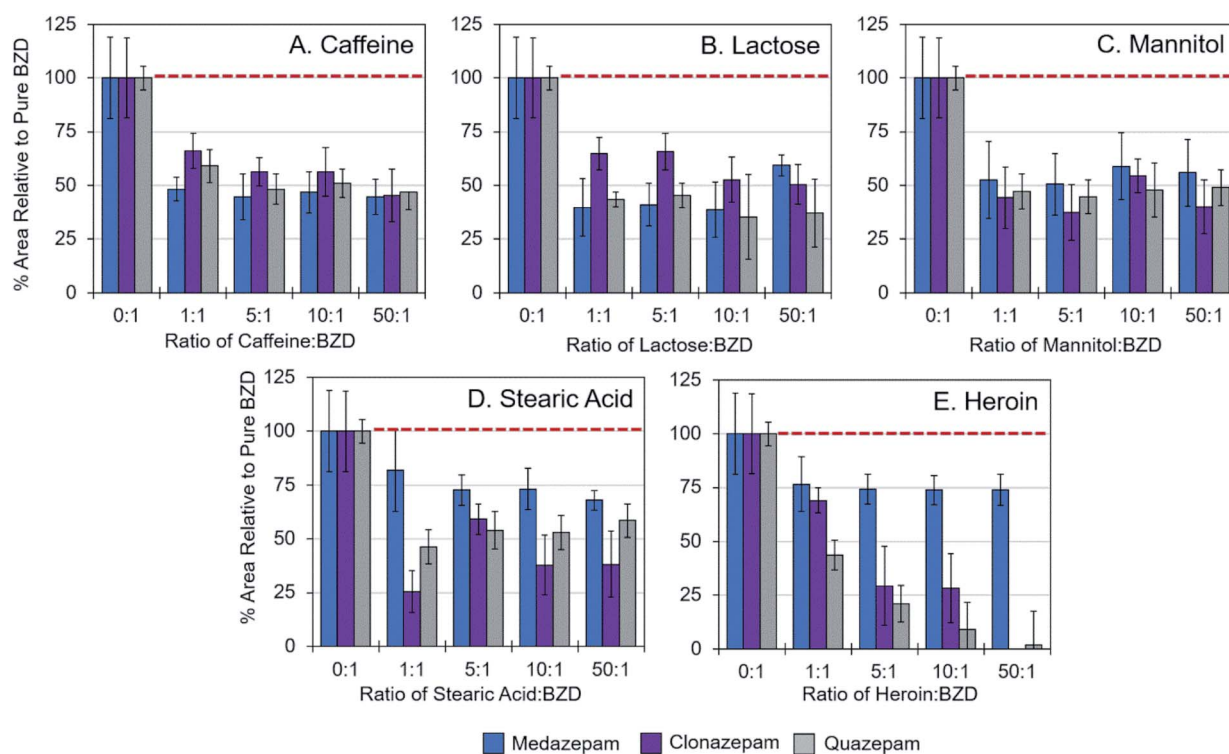 A. Caffeine
% Area Relative to Pure BZD
125
100
75
50
25
0
0:1 1:1 5:1 10:1 50:1
Ratio of Caffeine:BZD
B. Lactose
125
100
75
50
25
0
0:1 1:1 5:1 10:1 50:1
Ratio of Lactose:BZD
C. Mannitol
125
100
75
50
25
0
0:1 1:1 5:1 10:1 50:1
Ratio of Mannitol:BZD
D. Stearic Acid
% Area Relative to Pure BZD
125
100
75
50
25
0
0:1 1:1 5:1 10:1 50:1
Ratio of Stearic Acid:BZD
E. Heroin
125
100
75
50
25
0
0:1 1:1 5:1 10:1 50:1
Ratio of Heroin:BZD
Medazepam Clonazepam Quazepam